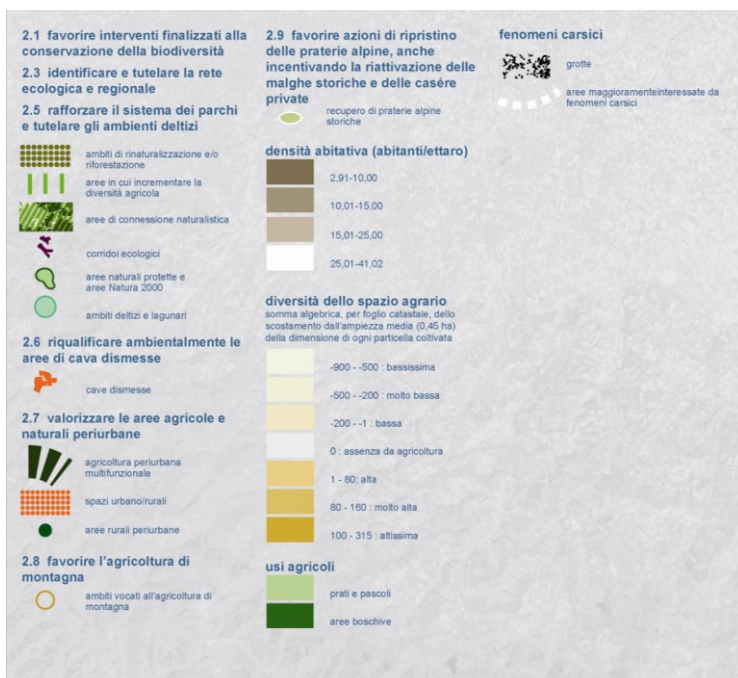 2.1 favorire interventi finalizzati alla
conservazione della biodiversità
2.3 identificare e tutelare la rete
ecologica e regionale
2.5 rafforzare il sistema dei parchi
e tutelare gli ambienti deltizi
ambiti di rinaturalizzazione e/o
riforestazione
aree in cui incrementare la
diversità agricola
aree di connessione naturalistica
corridoi ecologici
aree naturali protette e
aree Natura 2000
ambiti deltizi e lagunari
2.6 riqualificare ambientalmente le
aree di cava dismesse
cave dismesse
2.7 valorizzare le aree agricole e
naturali periurbane
agricoltura periurbana
multifunzionale
spazi urbano/rurali
aree rurali periurbane
2.8 favorire l'agricoltura di
montagna
ambiti vocati all'agricoltura di
montagna
2.9 favorire azioni di ripristino
delle praterie alpine, anche
incentivando la riattivazione delle
malghe storiche e delle casére
private
recupero di praterie alpine
storiche
densità abitativa (abitanti/ettaro)
2,91-10,00
10,01-15,00
15,01-25,00
25,01-41,02
diversità dello spazio agrario
somma algebrica, per foglio catastale, dello
scostamento dall'ampiezza media (0,45 ha)
della dimensione di ogni particella coltivata
-900 - -500 : bassissima
-500 - -200 : molto bassa
-200 - -1 : bassa
0 : assenza da agricoltura
1 - 80: alta
80 - 160 : molto alta
100 - 315 : altissima
usi agricoli
prati e pascoli
aree boschive
fenomeni carsici
grotte
aree maggioramenteinteressate da
fenomeni carsici